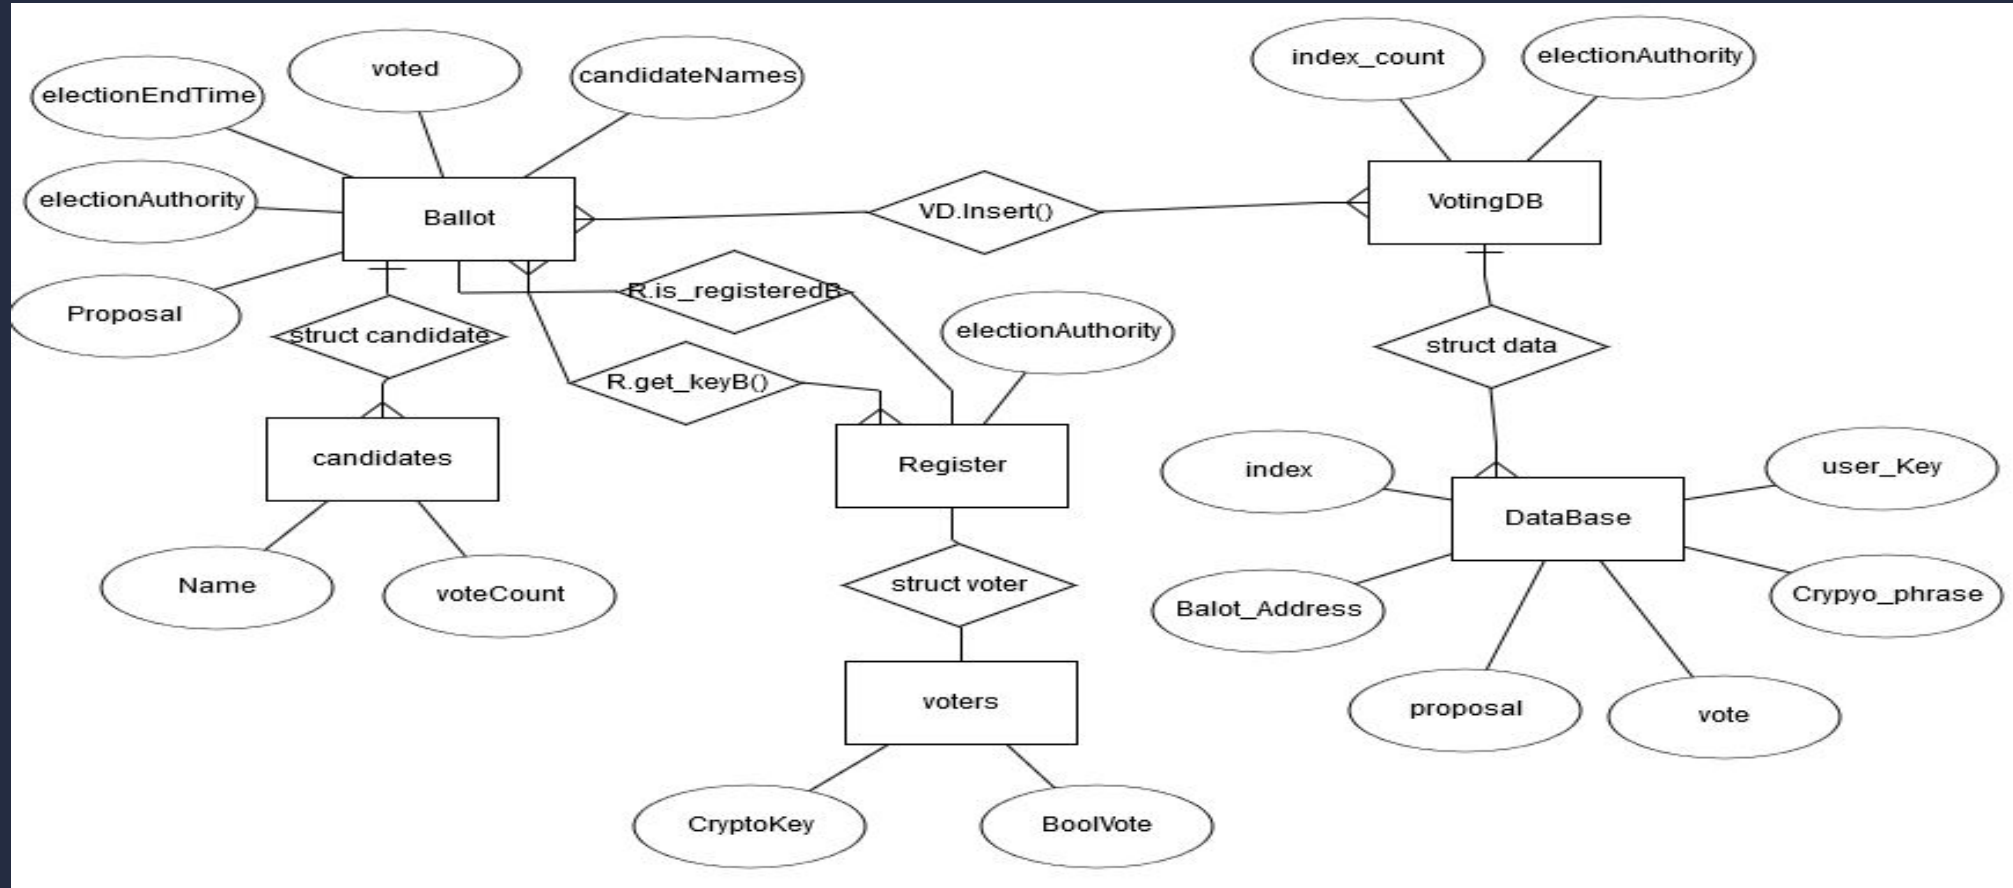 voted
index_count
electionAuthority
candidateNames
electionEndTime
electionAuthority
VotingDB
VD.Insert()
Ballot
R.is_registeredB
Proposal
electionAuthority
struct candidate
struct data
R.get_keyB()
candidates
Register
index
user_Key
DataBase
Name
voteCount
struct voter
Balot_Address
Crypyo_phrase
voters
proposal
vote
CryptoKey
BoolVote